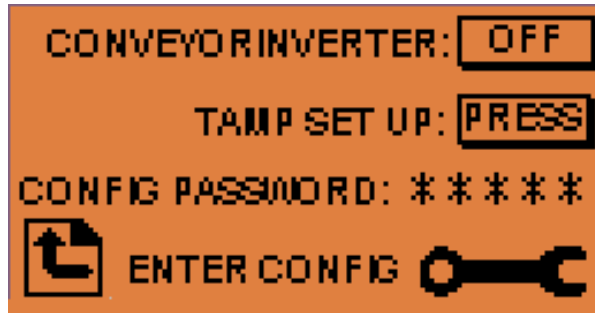 CONVEYOR INVERTER: OFF
TAMP SET UP: PRESS
CONFIG PASSWORD: *****
ENTER CONFIG